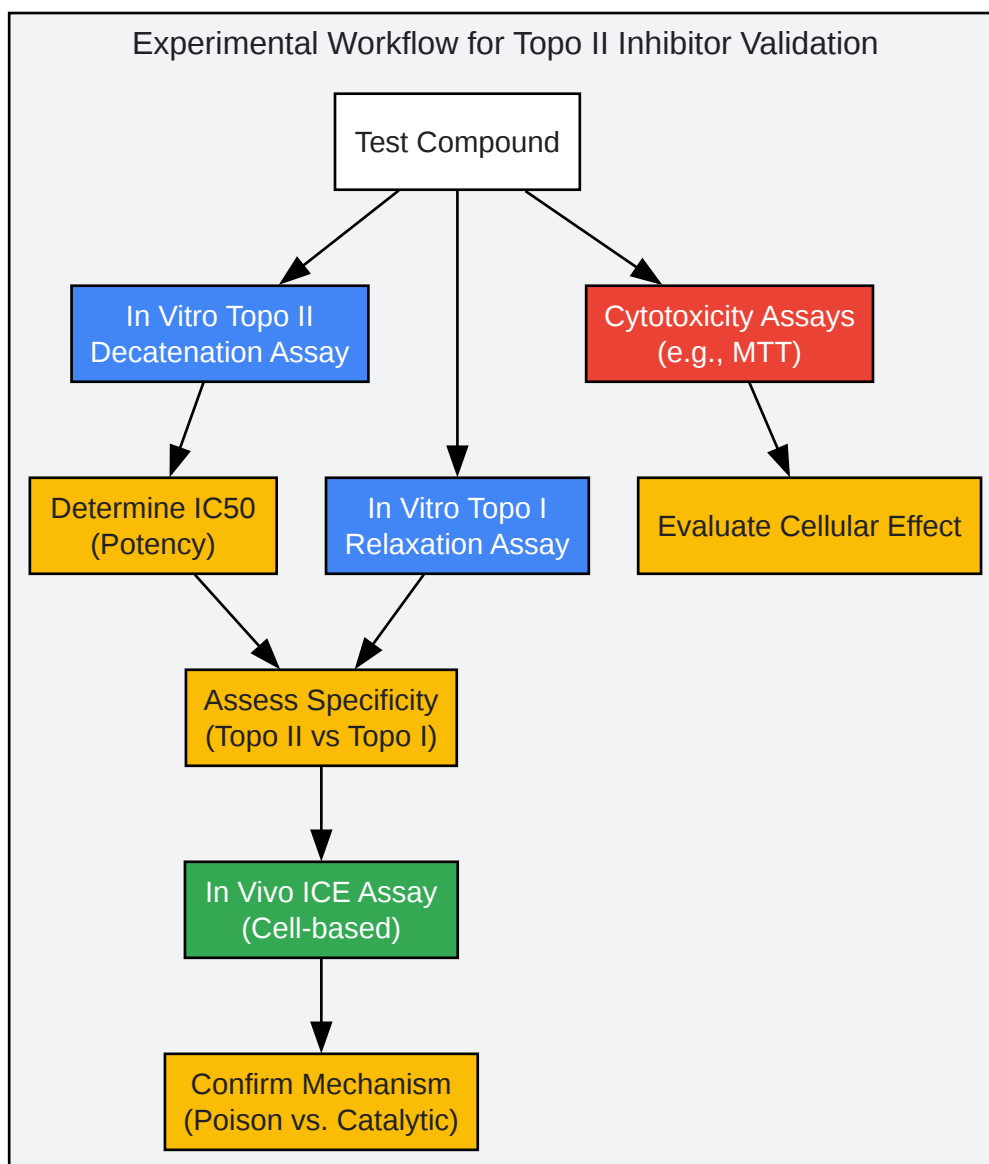 Experimental Workflow for Topo II Inhibitor Validation
Test Compound
In Vitro Topo II
Decatenation Assay
Cytotoxicity Assays
(e.g., MTT)
Determine IC50
(Potency)
In Vitro Topo I
Relaxation Assay
Evaluate Cellular Effect
Assess Specificity
(Topo II vs Topo I)
In Vivo ICE Assay
(Cell-based)
Confirm Mechanism
(Poison vs. Catalytic)